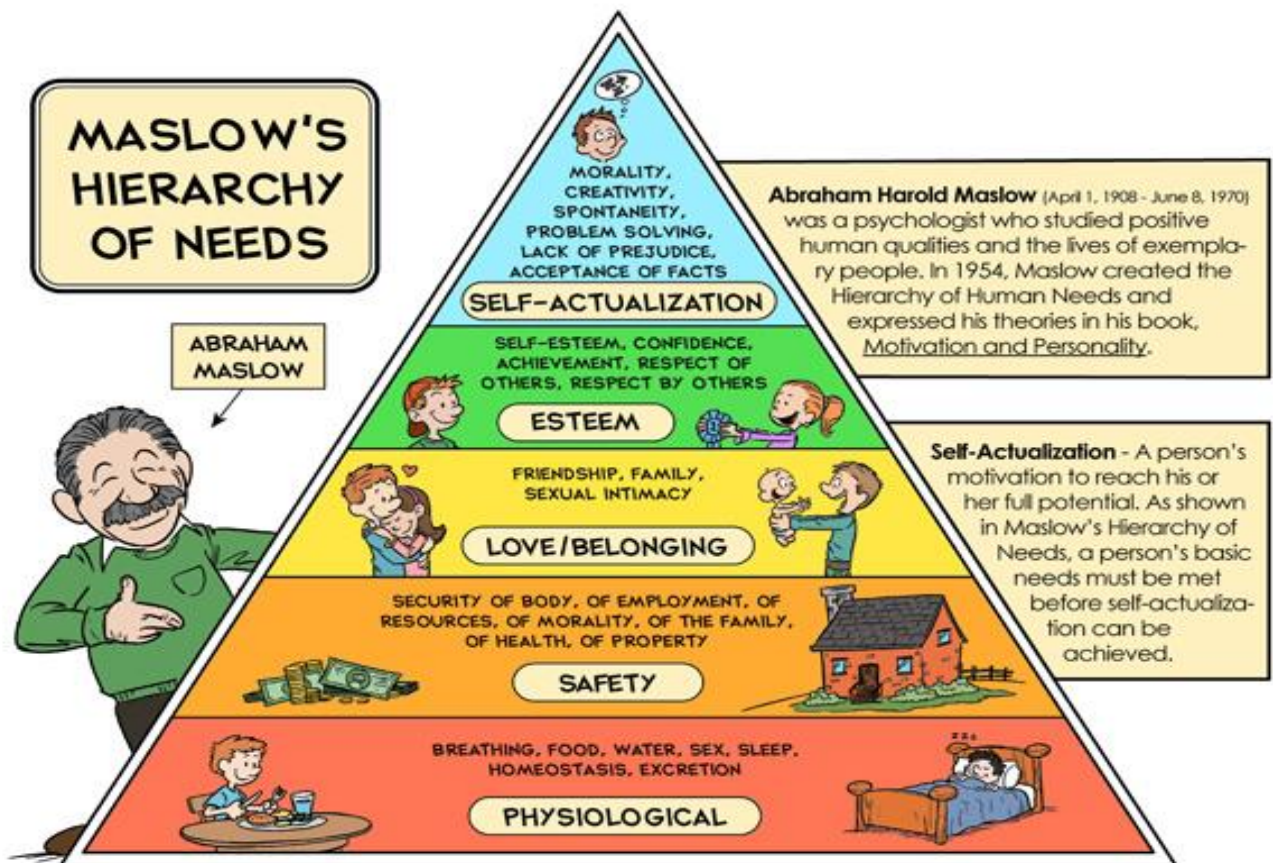 MASLOW'S
HIERARCHY
OF NEEDS
ABRAHAM
MASLOW
MORALITY,
CREATIVITY,
SPONTANEITY,
PROBLEM SOLVING,
LACK OF PREJUDICE,
ACCEPTANCE OF FACTS
SELF-ACTUALIZATION
SELF-ESTEEM, CONFIDENCE,
ACHIEVEMENT, RESPECT OF
OTHERS, RESPECT BY OTHERS
ESTEEM
FRIENDSHIP, FAMILY,
SEXUAL INTIMACY
LOVE/BELONGING
SECURITY OF BODY, OF EMPLOYMENT, OF
RESOURCES, OF MORALITY, OF THE FAMILY,
OF HEALTH, OF PROPERTY
SAFETY
BREATHING, FOOD, WATER, SEX, SLEEP,
HOMEOSTASIS, EXCRETION
PHYSIOLOGICAL
zzz
Abraham Harold Maslow (April 1, 1908 - June 8, 1970)
was a psychologist who studied positive
human qualities and the lives of exempla-
ry people. In 1954, Maslow created the
Hierarchy of Human Needs and
expressed his theories in his book,
Motivation and Personality.
Self-Actualization - A person's
motivation to reach his or
her full potential. As shown
in Maslow's Hierarchy of
Needs, a person's basic
needs must be met
before self-actualiza-
tion can be
achieved.